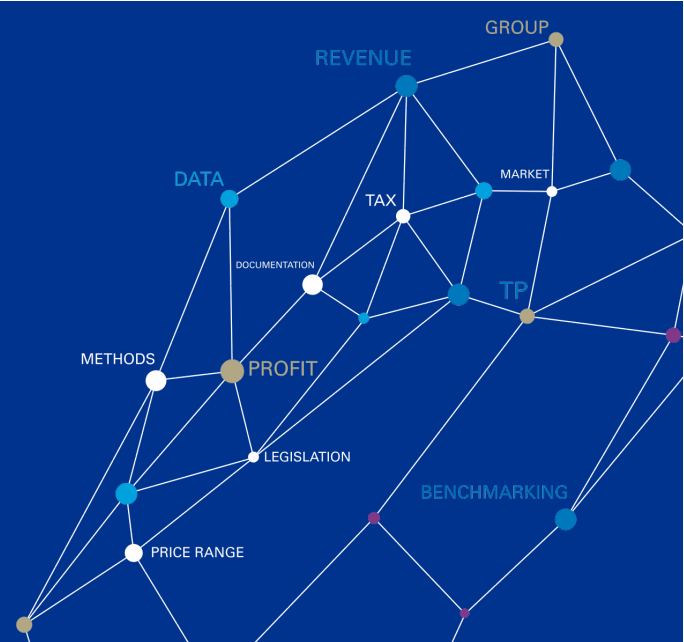 GROUP
REVENUE
MARKET
DATA
TAX
DOCUMENTATION
TP
METHODS
PROFIT
LEGISLATION
BENCHMARKING
PRICE RANGE